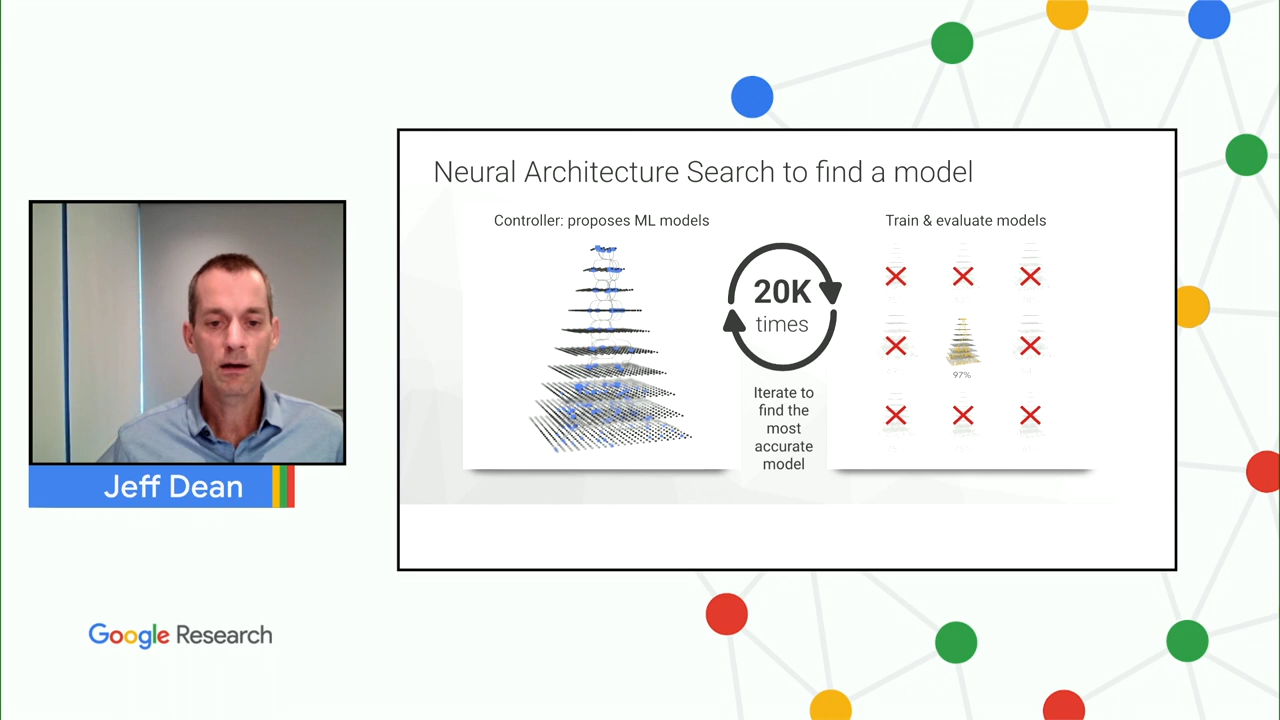 Neural Architecture Search to find a model
Controller: proposes ML models
Train & evaluate models
20K
times
97%
Iterate to
find the
most
accurate
model
Jeff Dean
Google Research